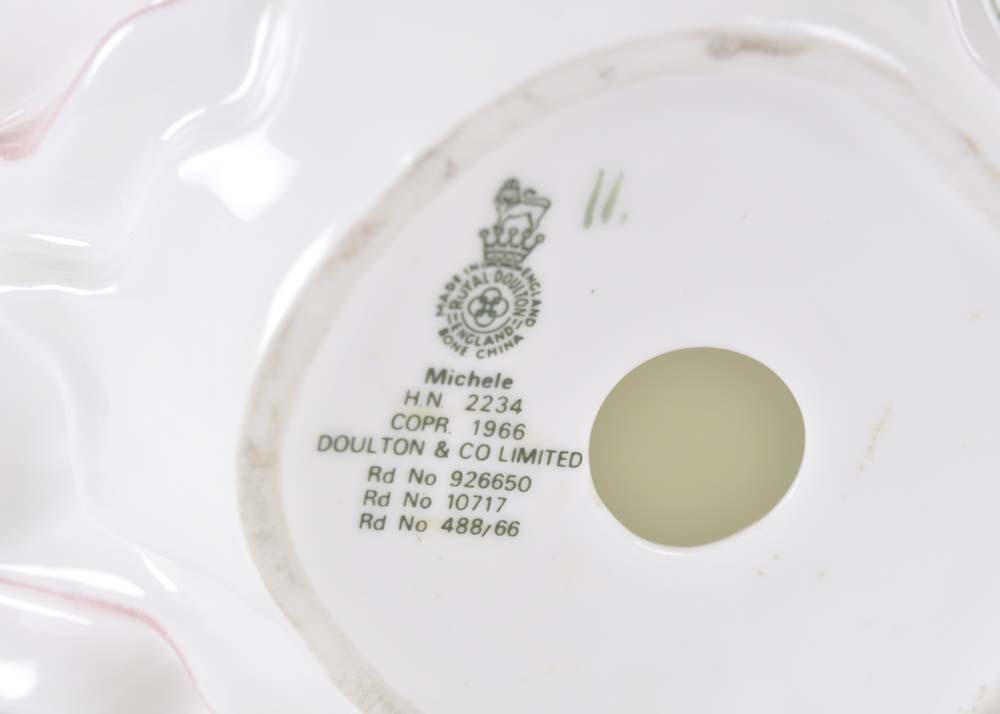 11.
MADE IN ENGLAND
ROYAL DOULTON
ENGLAND
BONE CHINA
Michele
H.N. 2234
COPR. 1966
DOULTON & CO LIMITED
Rd No 926650
Rd No 10717
Rd No 488/66